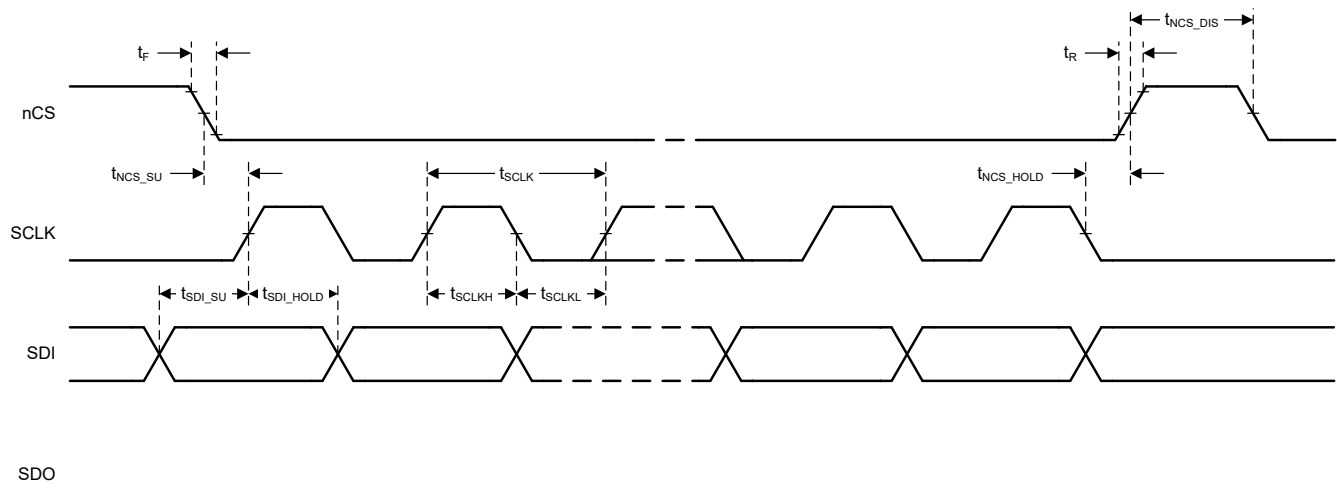 tNCS_DIS
tF
tR
nCS
tNCS_SU
tSCLK
tNCS_HOLD
SCLK
tSDI_SU
tSDI_HOLD
tSCLKH
tSCLKL
SDI
SDO